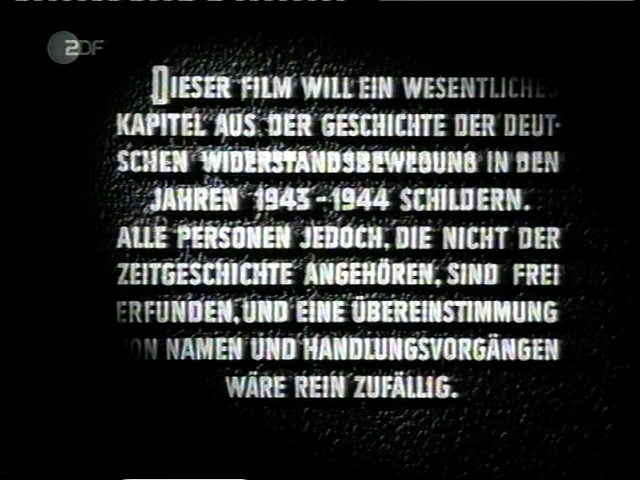 ZDF
DIESER FILM WILL EIN WESENTLICHES
KAPITEL AUS DER GESCHICHTE DER DEUT-
SCHEN WIDERSTANDSBEWEGUNG IN DEN
JAHREN 1943-1944 SCHILDERN.
ALLE PERSONEN JEDOCH, DIE NICHT DER
ZEITGESCHICHTE ANGEHÖREN, SIND FREI
ERFUNDEN, UND EINE ÜBEREINSTIMMUNG
VON NAMEN UND HANDLUNGSVORGÄNGEN
WÄRE REIN ZUFÄLLIG.